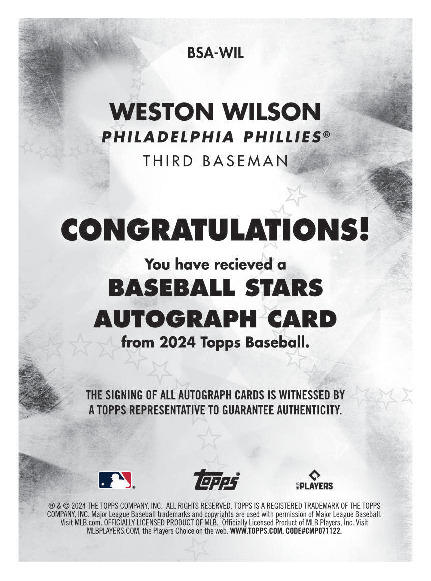 BSA-WIL
WESTON WILSON
PHILADELPHIA PHILLIES®
THIRD BASEMAN
CONGRATULATIONS!
You have recieved a
BASEBALL STARS
AUTOGRAPH CARD
from 2024 Topps Baseball.
THE SIGNING OF ALL AUTOGRAPH CARDS IS WITNESSED BY
A TOPPS REPRESENTATIVE TO GUARANTEE AUTHENTICITY.
Topps
MLBPLAYERS
® & © 2024 THE TOPPS COMPANY, INC. ALL RIGHTS RESERVED. TOPPS IS A REGISTERED TRADEMARK OF THE TOPPS
COMPANY, INC. Major League Baseball trademarks and copyrights are used with permission of Major League Baseball.
Visit MLB.com. OFFICIALLY LICENSED PRODUCT OF MLB. Officially Licensed Product of MLB Players, Inc. Visit
MLBPLAYERS.COM, the Players Choice on the web. WWW.TOPPS.COM. CODE#CMP071122.